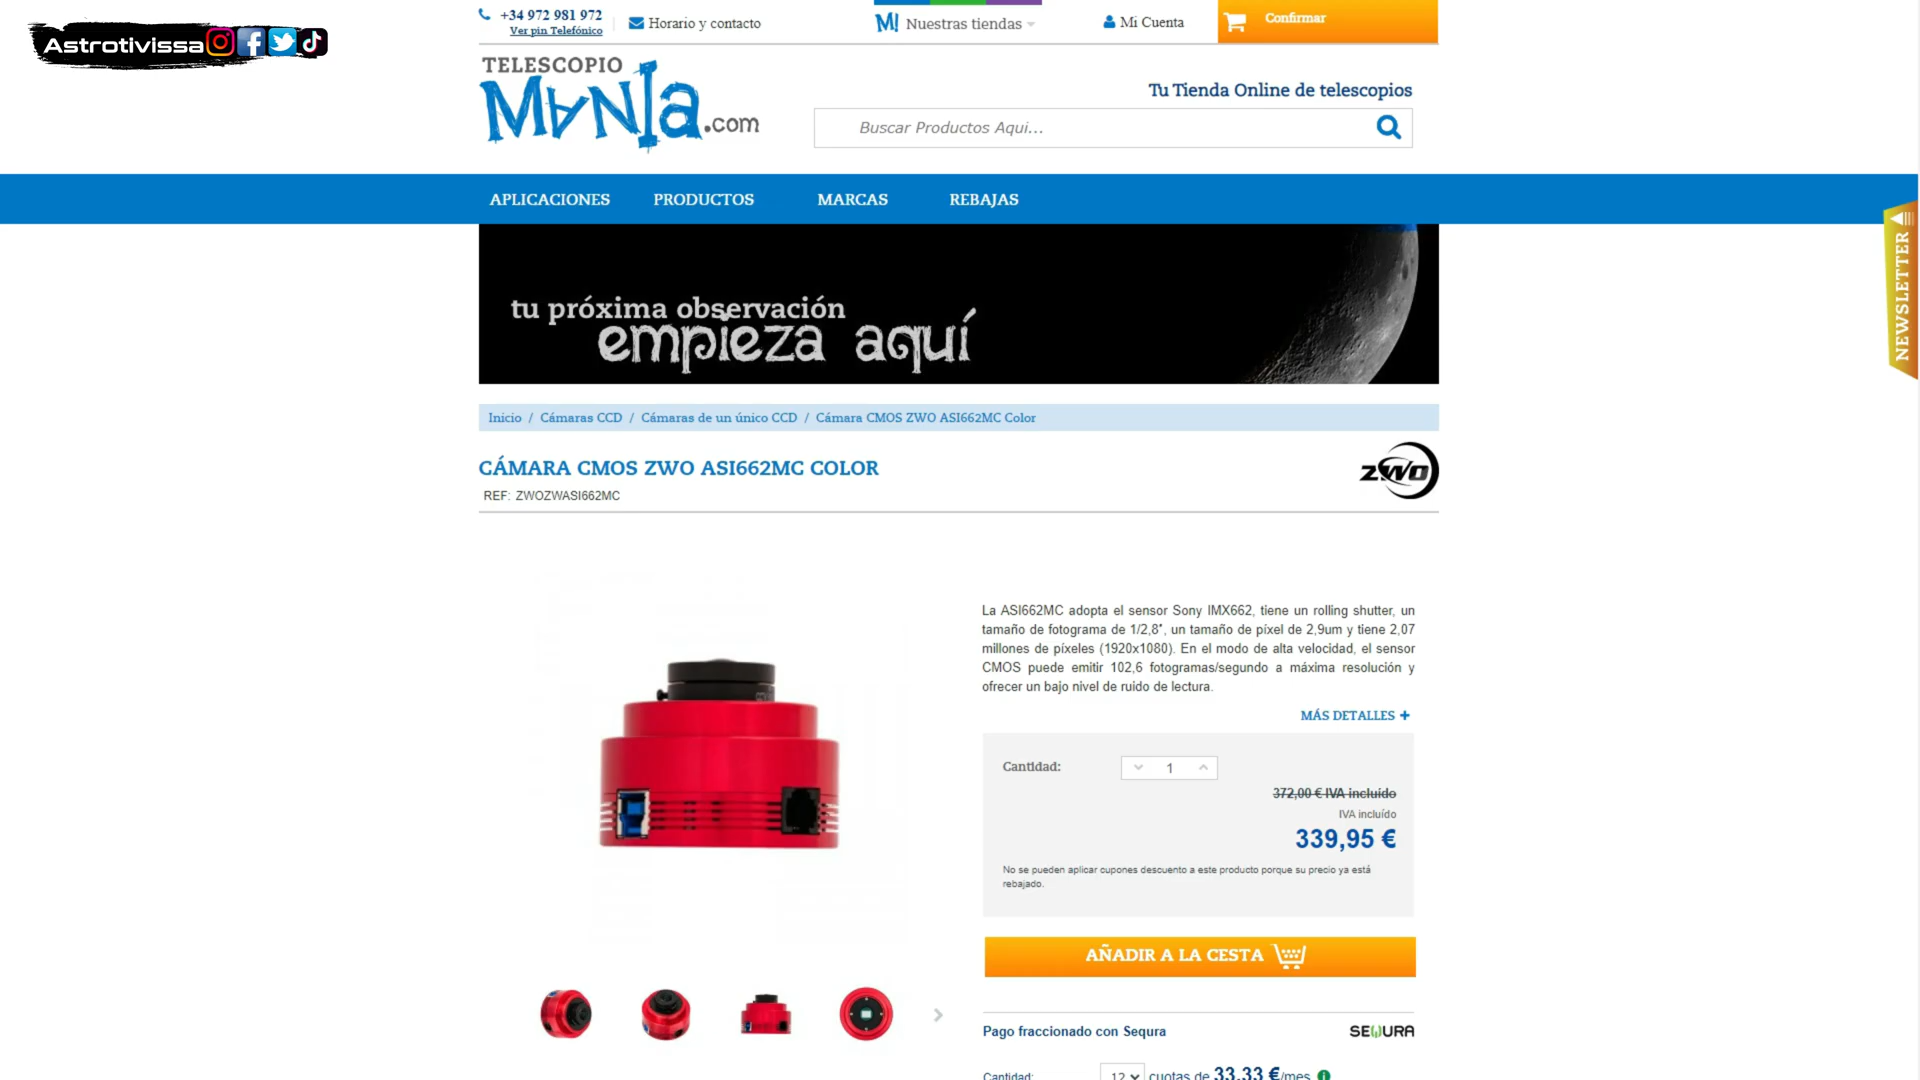 Astrotivissa
+34 972 981 972
Ver pin Telefónico
Horario y contacto
M! Nuestras tiendas
Mi Cuenta
Confirmar
TELESCOPIO
MANIa.com
Tu Tienda Online de telescopios
Buscar Productos Aqui...
APLICACIONES
PRODUCTOS
MARCAS
REBAJAS
NEWSLETTER
tu próxima observación
empieza aquí
Inicio / Cámaras CCD / Cámaras de un único CCD / Cámara CMOS ZWO ASI662MC Color
CÁMARA CMOS ZWO ASI662MC COLOR
ZWO
REF: ZWOZWASI662MC
La ASI662MC adopta el sensor Sony IMX662, tiene un rolling shutter, un
tamaño de fotograma de 1/2,8", un tamaño de píxel de 2,9um y tiene 2,07
millones de píxeles (1920x1080). En el modo de alta velocidad, el sensor
CMOS puede emitir 102,6 fotogramas/segundo a máxima resolución y
ofrecer un bajo nivel de ruido de lectura.
MÁS DETALLES +
Cantidad:
1
372,00 € IVA incluído
IVA incluído
339,95 €
No se pueden aplicar cupones descuento a este producto porque su precio ya está
rebajado.
AÑADIR A LA CESTA
Pago fraccionado con Sequra
SEQURA
Cantidad:
12 cuotas de 33,33 €/mes